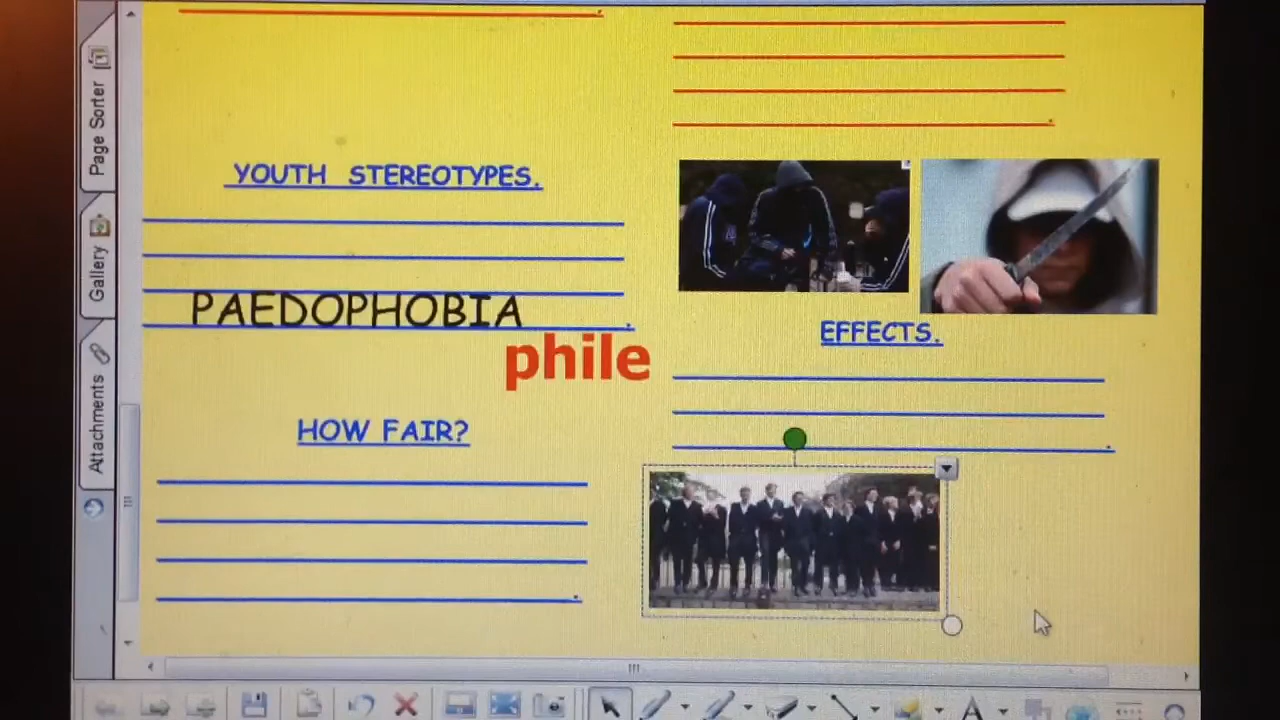 Page Sorter
Gallery
Attachments
YOUTH STEREOTYPES.
PAEDOPHOBIA
phile
EFFECTS.
HOW FAIR?